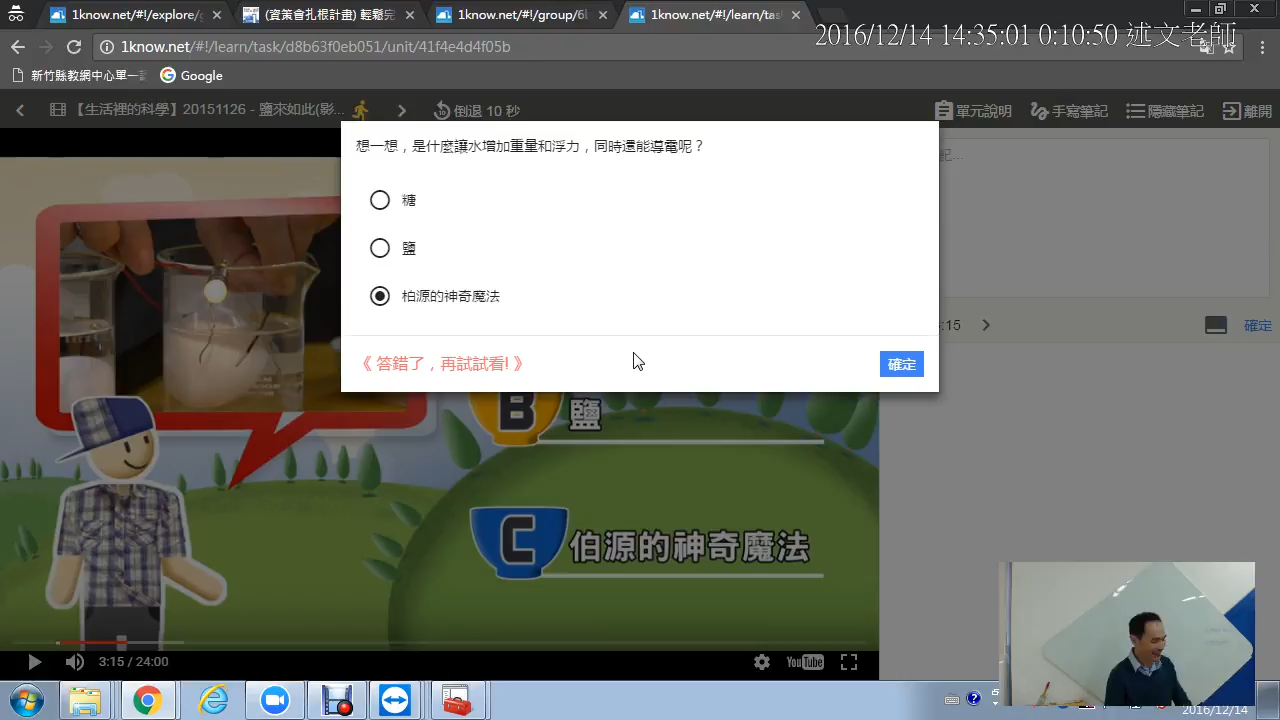 1know.net/#!/explore/g
(資策會扎根計畫) 輕鬆完
1know.net/#!/group/6l
1know.net/#!/learn/tas
2016/12/14 14:35:01 0:10:50 述文老師
1know.net/#!/learn/task/d8b63f0eb051/unit/41f4e4d4f05b
新竹縣教網中心單一
Google
【生活裡的科學】20151126 - 鹽來如此(影...
倒退 10 秒
單元說明
手寫筆記
隱藏筆記
離開
想一想，是什麼讓水增加重量和浮力，同時還能導電呢？
記...
糖
鹽
柏源的神奇魔法
:15
確定
《 答錯了，再試試看! 》
確定
B 鹽
C 伯源的神奇魔法
3:15 / 24:00
YouTube
2016/12/14